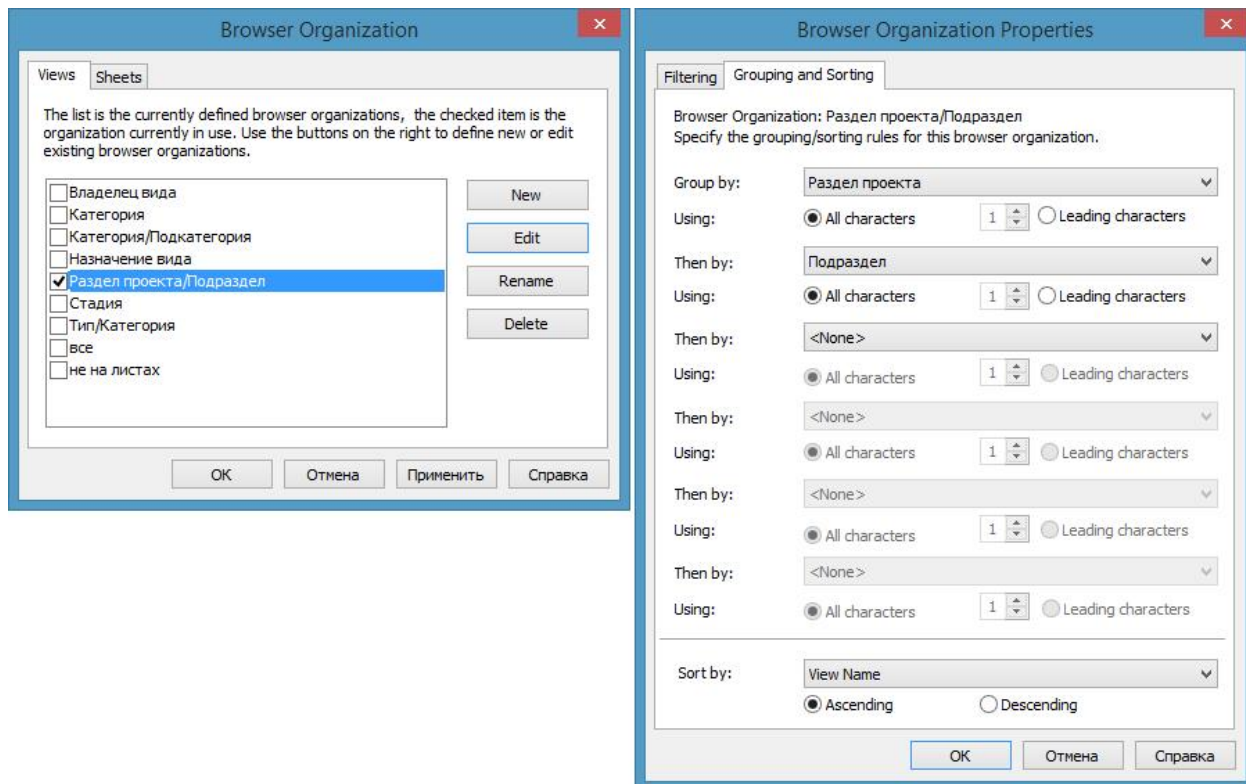 Browser Organization
Views
Sheets
The list is the currently defined browser organizations, the checked item is the
organization currently in use. Use the buttons on the right to define new or edit
existing browser organizations.
Владелец вида
Категория
Категория/Подкатегория
Назначение вида
Раздел проекта/Подраздел
Стадия
Тип/Категория
все
не на листах
New
Edit
Rename
Delete
OK
Отмена
Применить
Справка
Browser Organization Properties
Filtering
Grouping and Sorting
Browser Organization: Раздел проекта/Подраздел
Specify the grouping/sorting rules for this browser organization.
Group by: Раздел проекта
Using: All characters 1 Leading characters
Then by: Подраздел
Using: All characters 1 Leading characters
Then by: <None>
Using: All characters 1 Leading characters
Then by: <None>
Using: All characters 1 Leading characters
Then by: <None>
Using: All characters 1 Leading characters
Then by: <None>
Using: All characters 1 Leading characters
Sort by: View Name
Ascending Descending
OK
Отмена
Справка